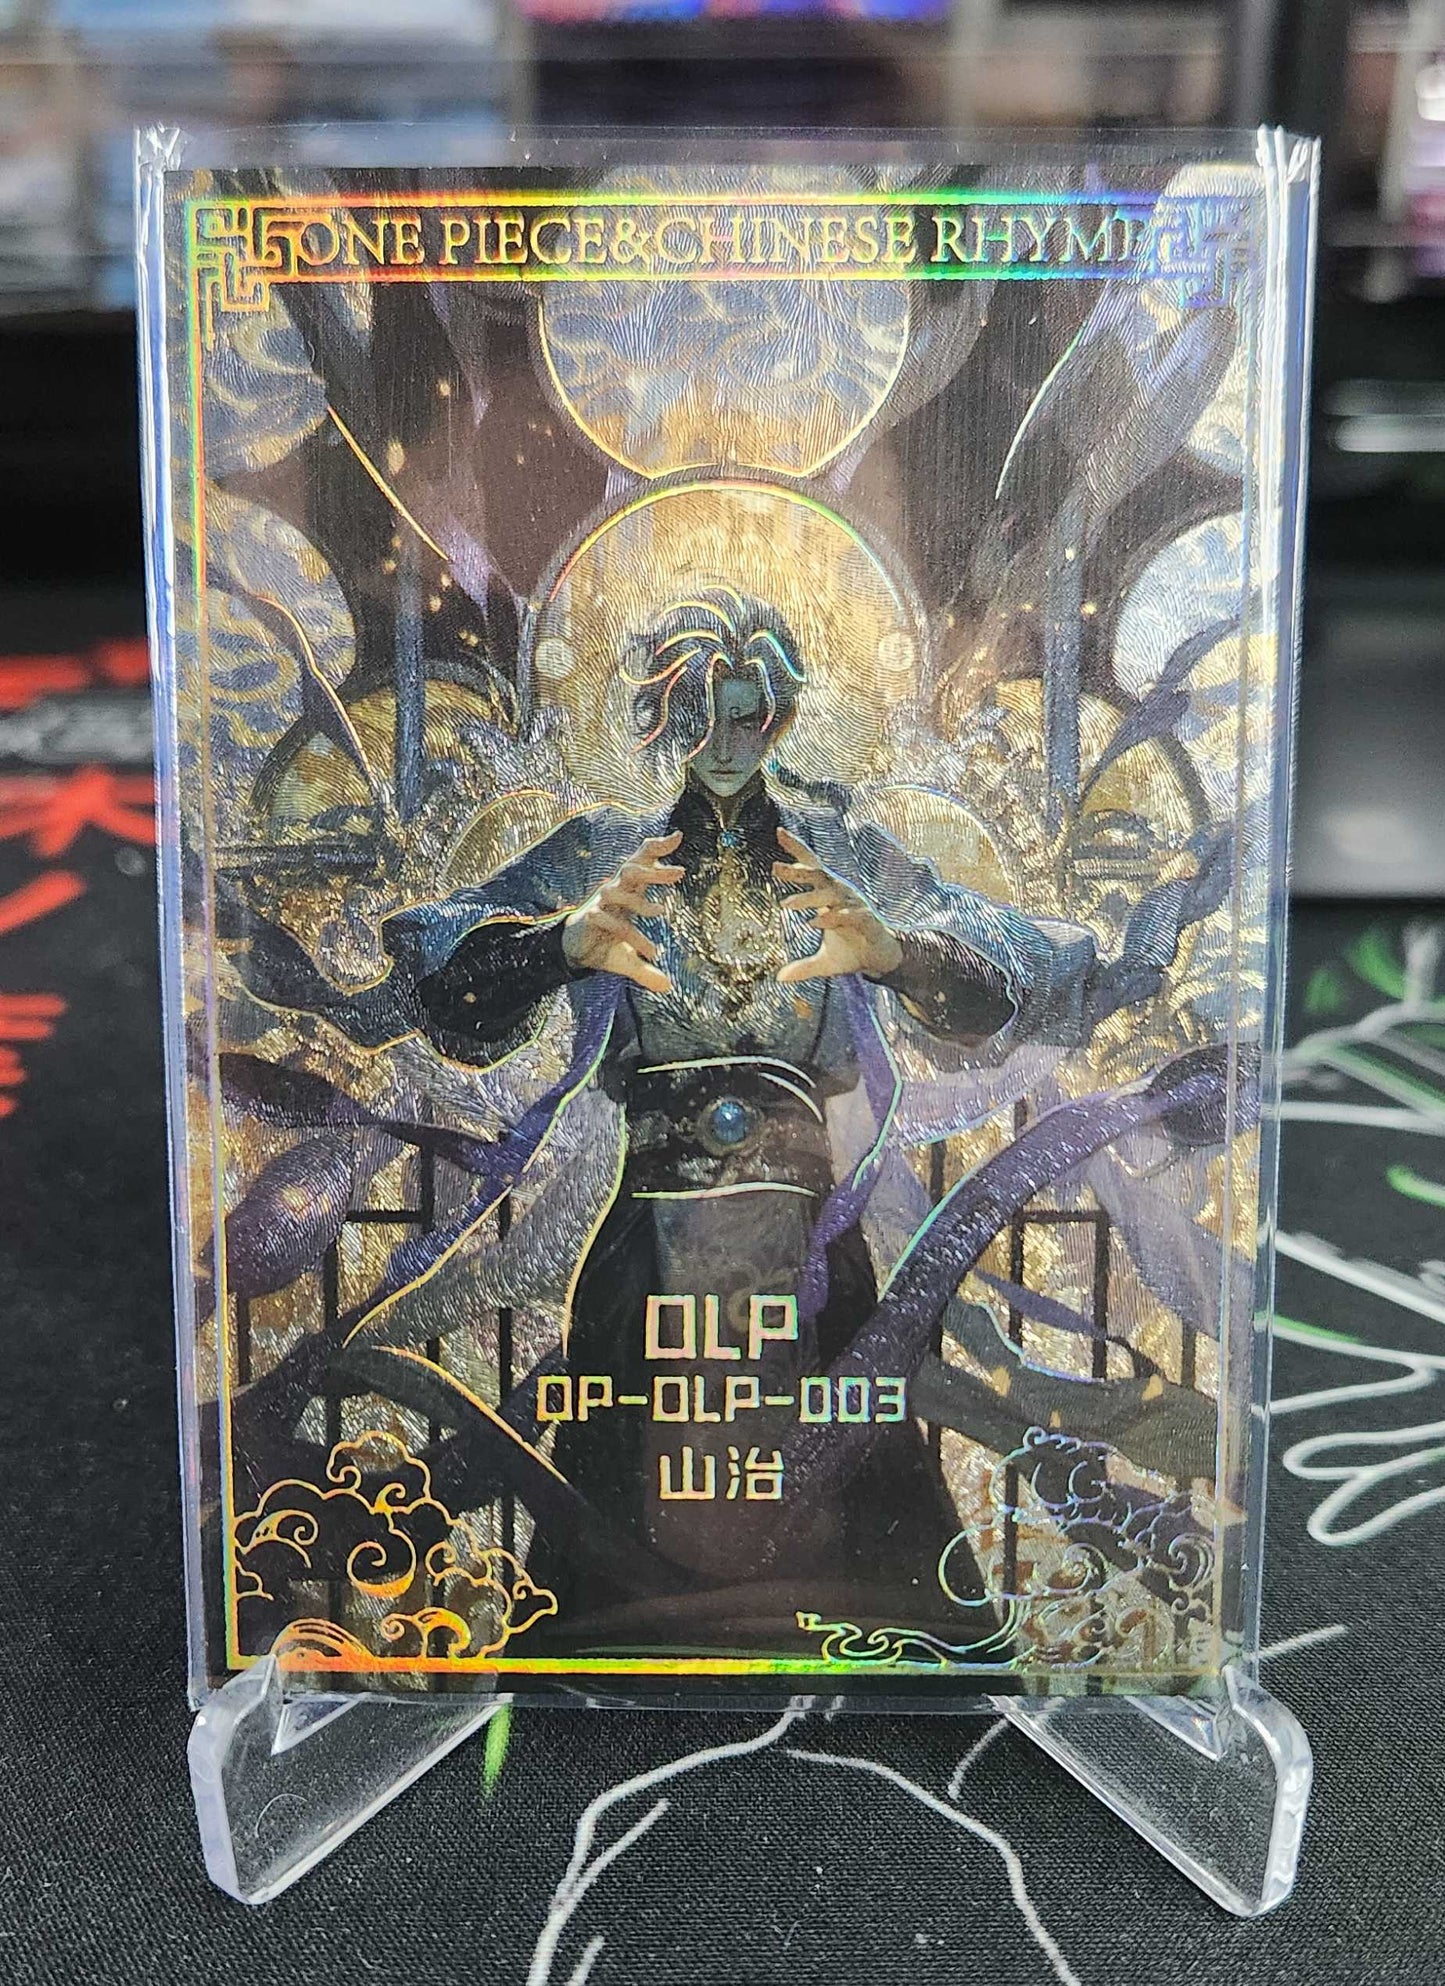 ONE PIECE&CHINESE RHYME
OLP
OP-OLP-003
山治